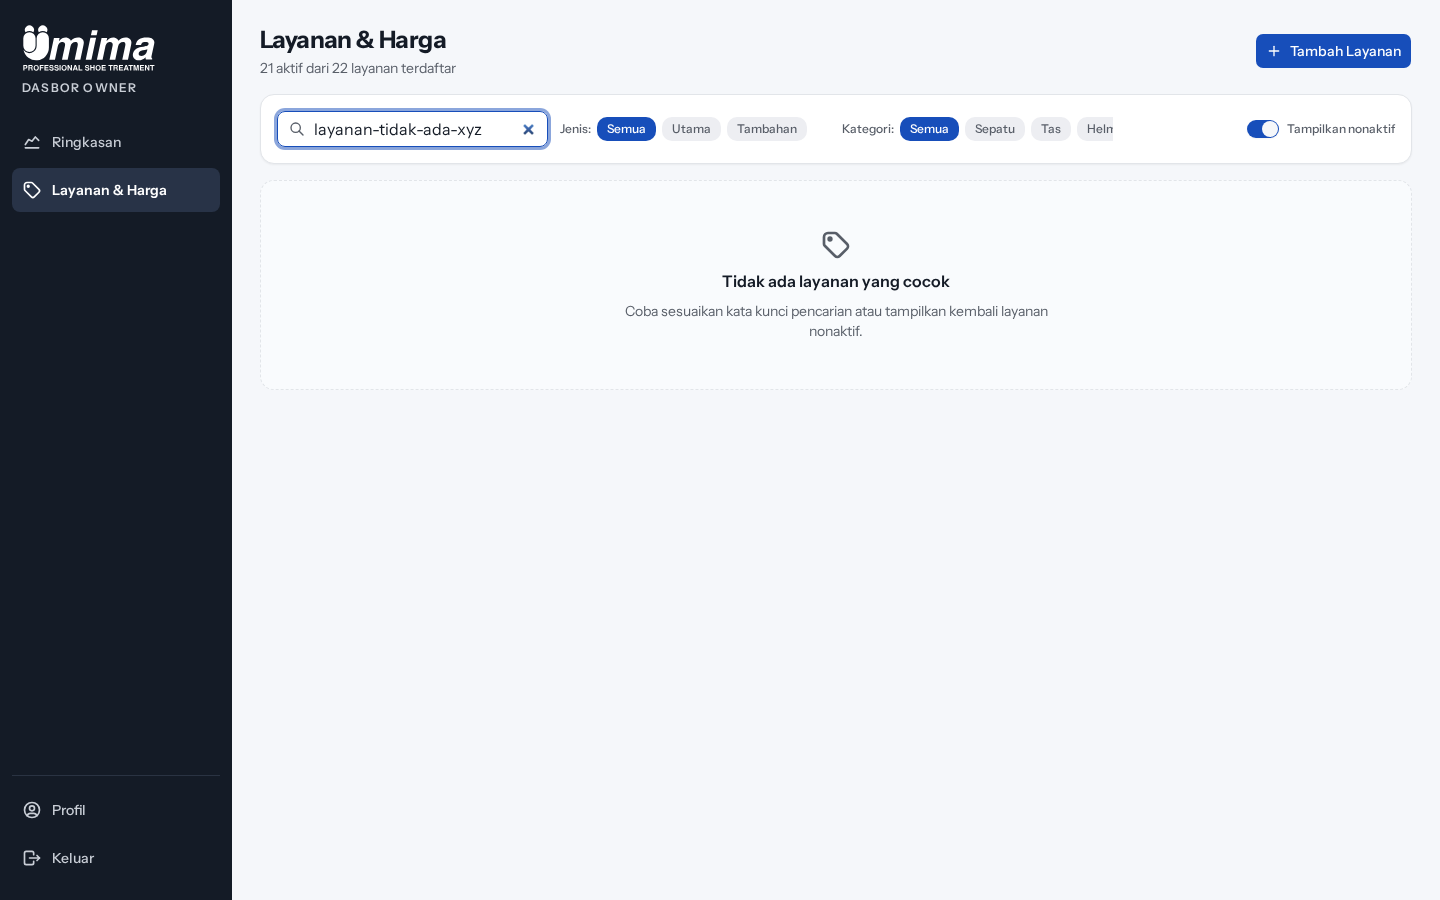 Ümima
PROFESSIONAL SHOE TREATMENT
DASBOR OWNER
Ringkasan
Layanan & Harga
Profil
Keluar
Layanan & Harga
21 aktif dari 22 layanan terdaftar
Tambah Layanan
layanan-tidak-ada-xyz
Jenis: Semua Utama Tambahan
Kategori: Semua Sepatu Tas Helm
Tampilkan nonaktif
Tidak ada layanan yang cocok
Coba sesuaikan kata kunci pencarian atau tampilkan kembali layanan
nonaktif.